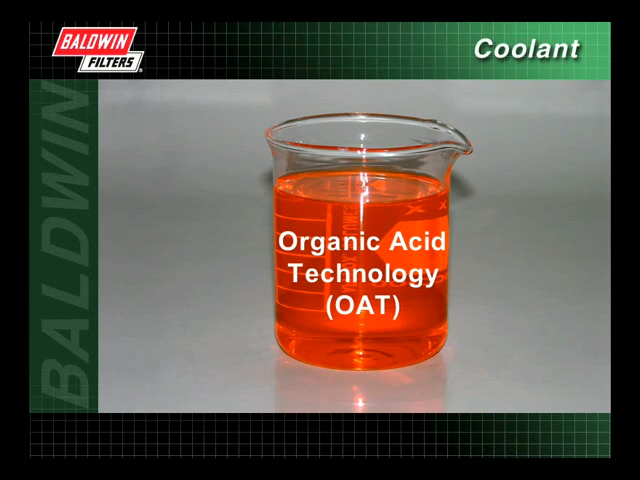 BALDWIN
FILTERS
Coolant
BALDWIN
Organic Acid
Technology
(OAT)